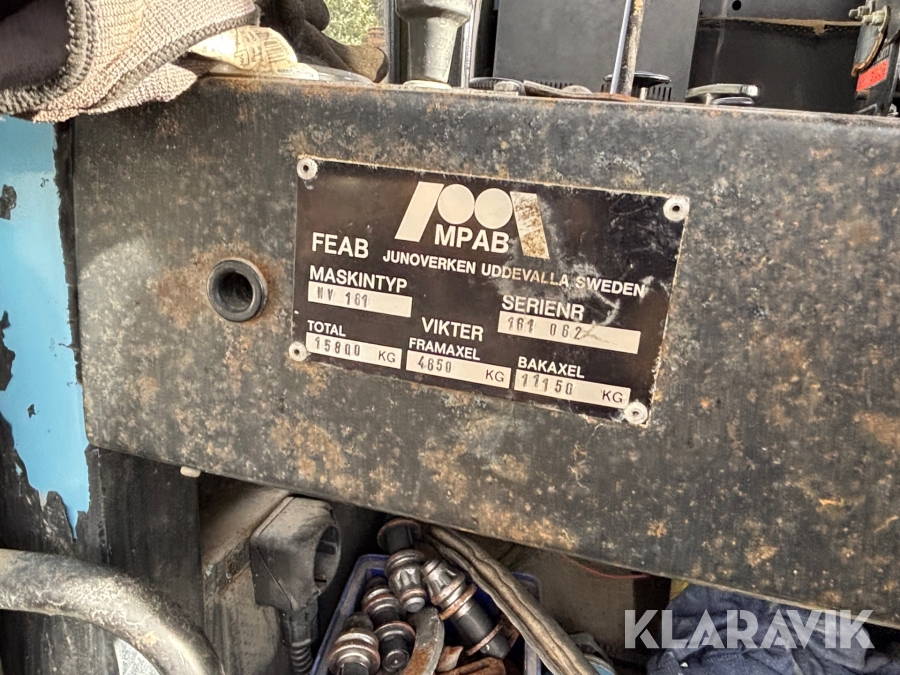 MPAB
FEAB JUNOVERKEN UDDEVALLA SWEDEN
MASKINTYP SERIENR
MV 161 161 062
TOTAL VIKTER FRAMAXEL BAKAXEL
15800 KG 4650 KG 11150 KG
KLARAVIK